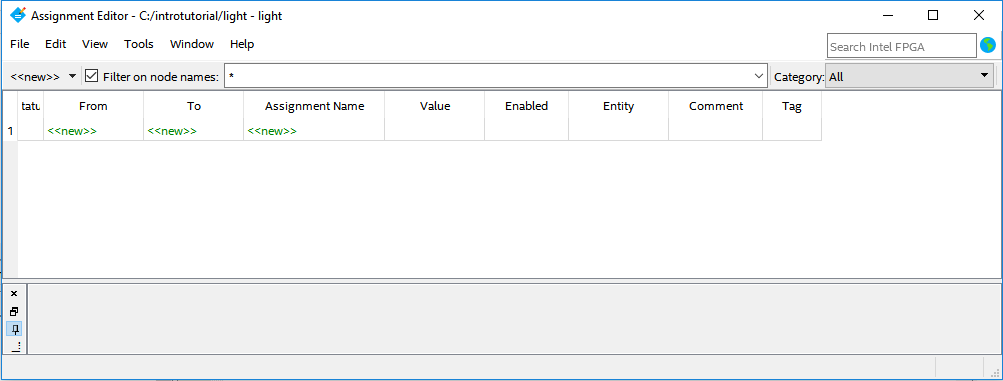 Assignment Editor - C:/introtutorial/light - light
File Edit View Tools Window Help
Search Intel FPGA
<<new>> Filter on node names: * Category: All
tatu From To Assignment Name Value Enabled Entity Comment Tag
1 <<new>> <<new>> <<new>>